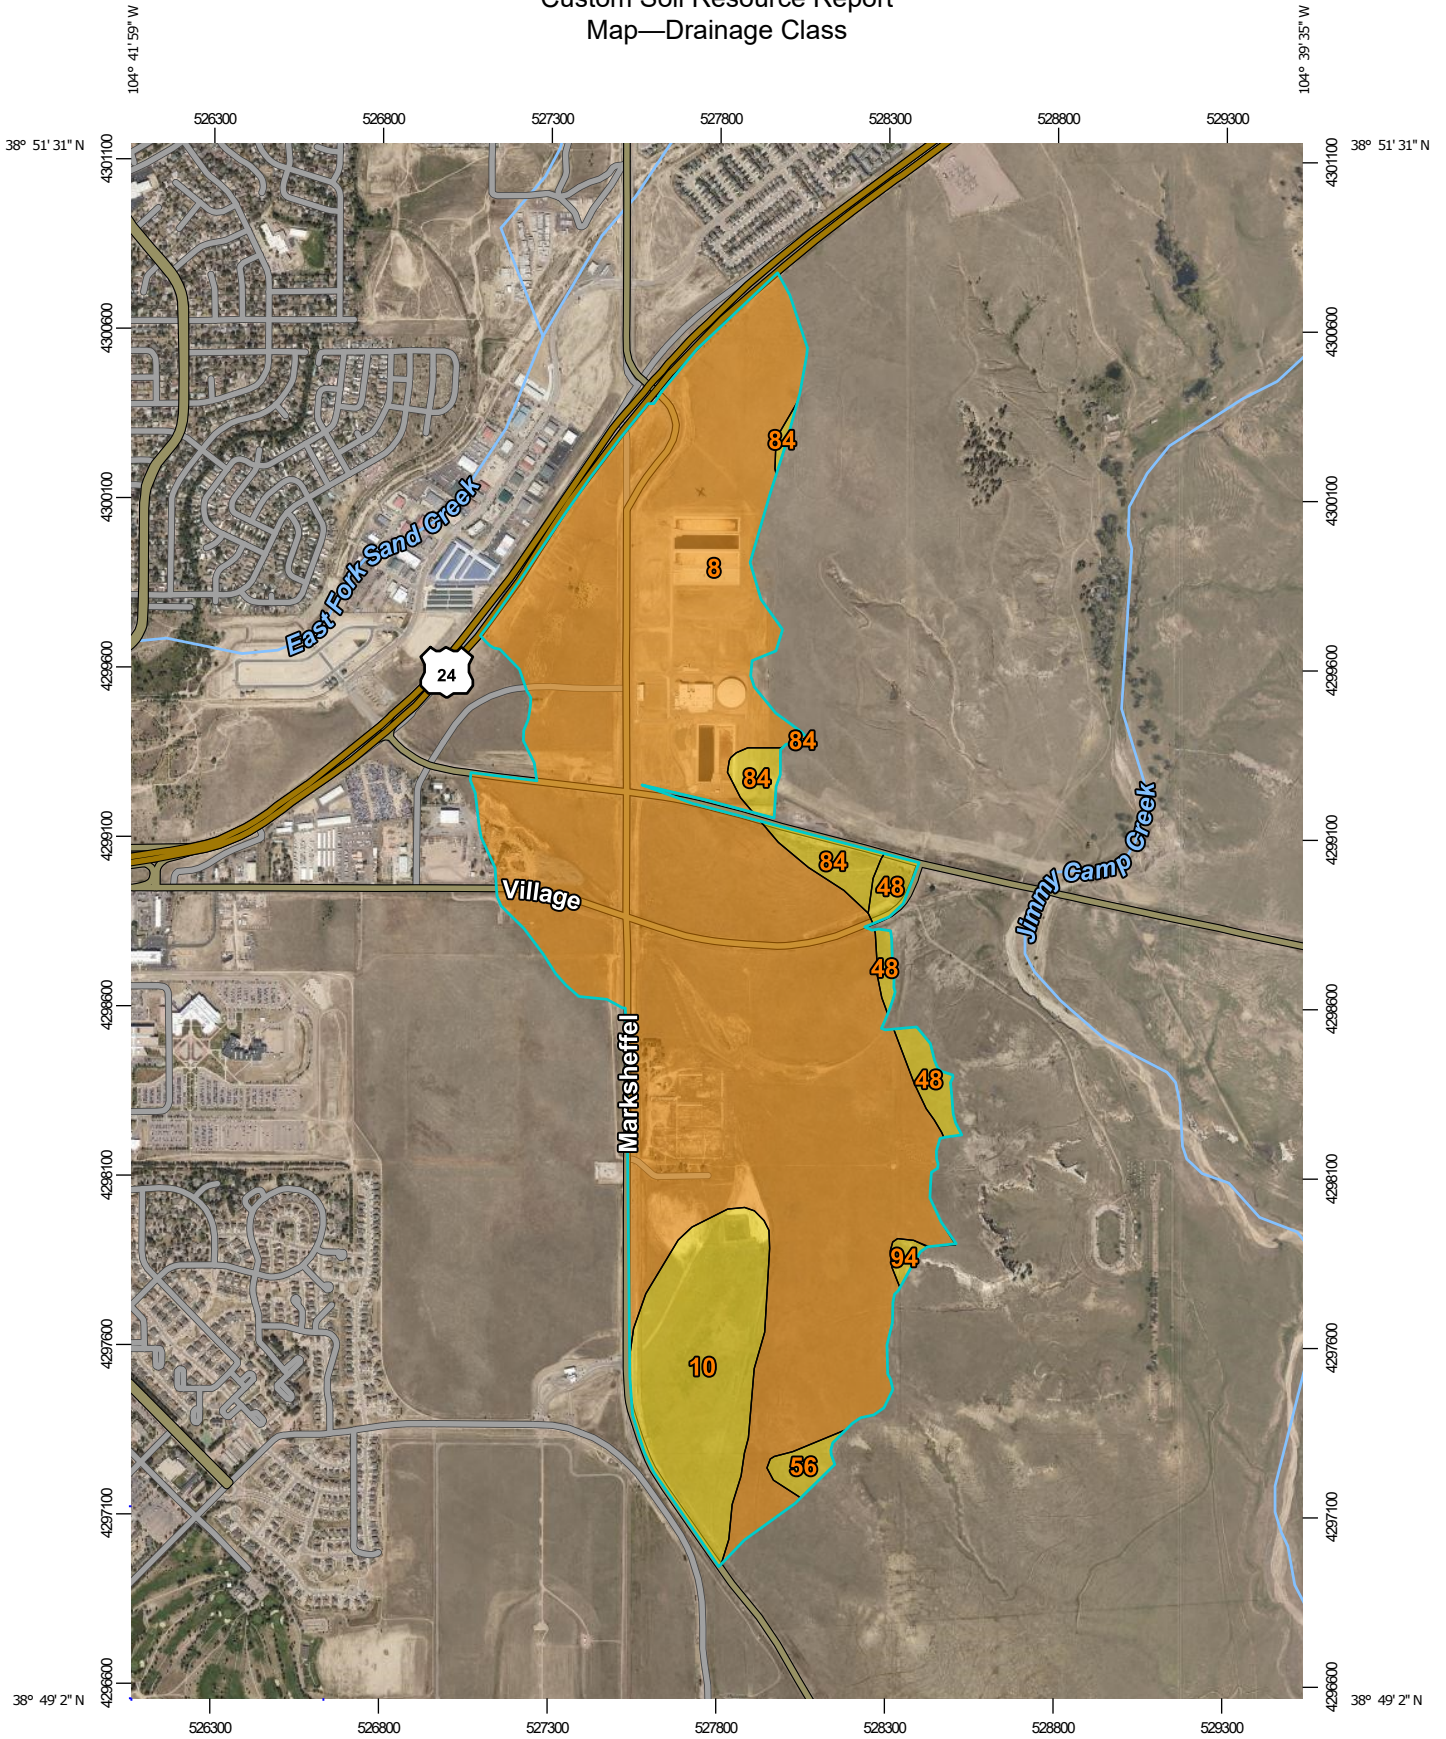 Custom Soil Resource Report
Map—Drainage Class
104° 41' 59" W
104° 39' 35" W
526300 526800 527300 527800 528300 528800 529300
38° 51' 31" N
38° 51' 31" N
4301100
4301100
4300600
4300600
84
4300100
4300100
East Fork Sand Creek
8
4299600
4299600
24
84
84
Jimmy Camp Creek
4299100
4299100
84
48
Village
48
4298600
4298600
Marksheffel
48
4298100
4298100
94
4297600
4297600
10
56
4297100
4297100
4296600
4296600
38° 49' 2" N
38° 49' 2" N
526300 526800 527300 527800 528300 528800 529300